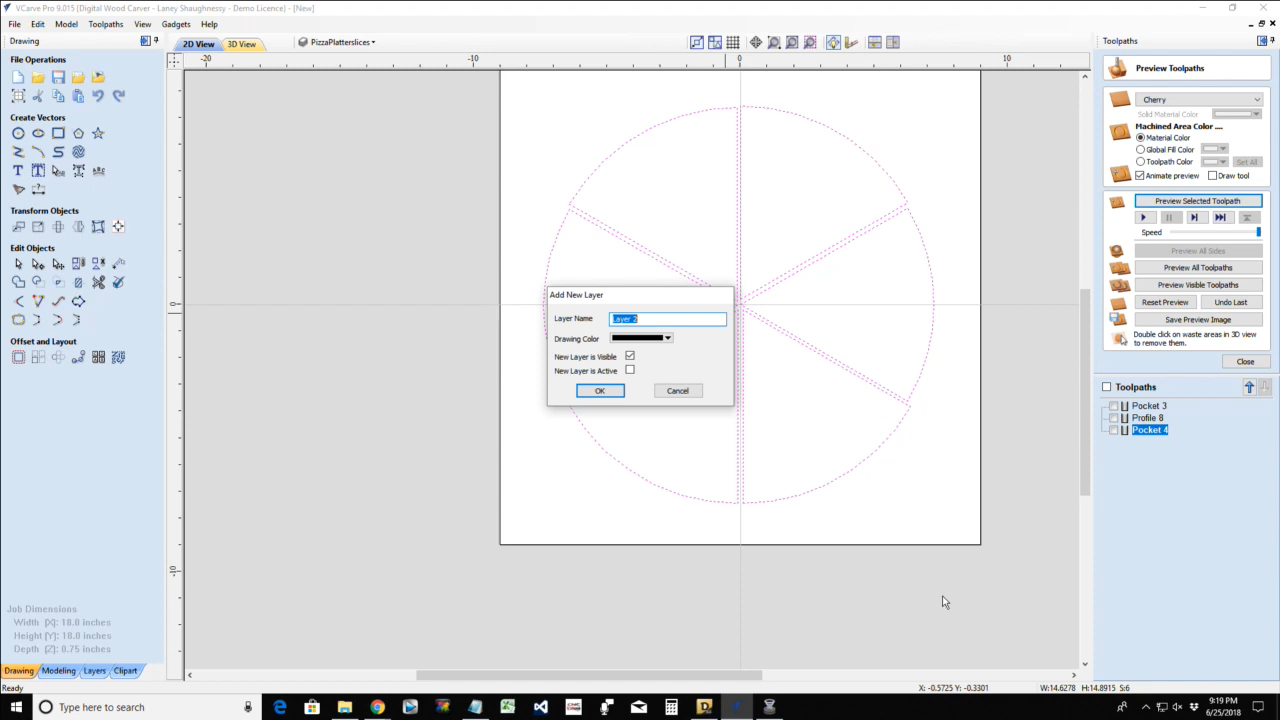 VCarve Pro 9.015 [Digital Wood Carver - Laney Shaughnessy - Demo Licence] - [New]
File Edit Model Toolpaths View Gadgets Help
Drawing
File Operations
Create Vectors
Transform Objects
Edit Objects
Offset and Layout
Job Dimensions
Width (X): 18.0 inches
Height (Y): 18.0 inches
Depth (Z): 0.75 inches
Drawing Modeling Layers Clipart
Ready
2D View 3D View PizzaPlatterslices
-20 -10 0 10
0
-10
Add New Layer
Layer Name Layer 2
Drawing Color
New Layer is Visible
New Layer is Active
OK Cancel
Toolpaths
Preview Toolpaths
Cherry
Solid Material Color
Machined Area Color ....
Material Color
Global Fill Color
Toolpath Color Set All
Animate preview Draw tool
Preview Selected Toolpath
Speed
Preview All Sides
Preview All Toolpaths
Preview Visible Toolpaths
Reset Preview Undo Last
Save Preview Image
Double click on waste areas in 3D view
to remove them.
Close
Toolpaths
Pocket 3
Profile 8
Pocket 4
X: -0.5725 Y: -0.3301 W:14.6278 H:14.8915 S:6
Type here to search
9:19 PM
6/25/2018